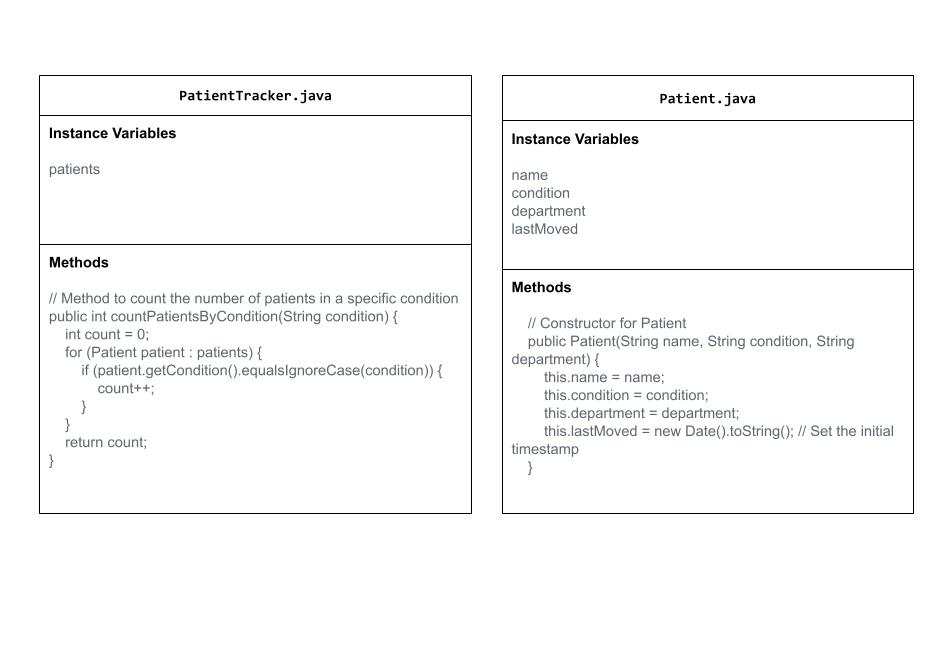 PatientTracker.java
Instance Variables
patients
Methods
// Method to count the number of patients in a specific condition
public int countPatientsByCondition(String condition) {
int count = 0;
for (Patient patient : patients) {
if (patient.getCondition().equalsIgnoreCase(condition)) {
count++;
}
}
return count;
}
Patient.java
Instance Variables
name
condition
department
lastMoved
Methods
// Constructor for Patient
public Patient(String name, String condition, String
department) {
this.name = name;
this.condition = condition;
this.department = department;
this.lastMoved = new Date().toString(); // Set the initial
timestamp
}